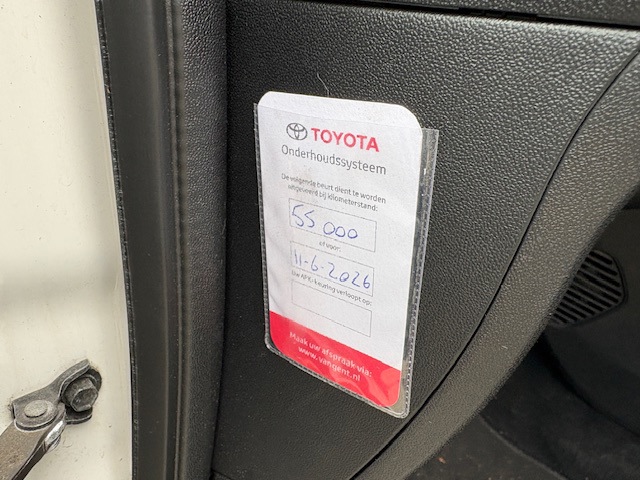 TOYOTA
Onderhoudssysteem
De volgende beurt dient te worden
uitgevoerd bij kilometerstand:
55 000
of voor:
11-6-2026
Uw APK-keuring verloopt op:
Maak uw afspraak via:
www.vangent.nl